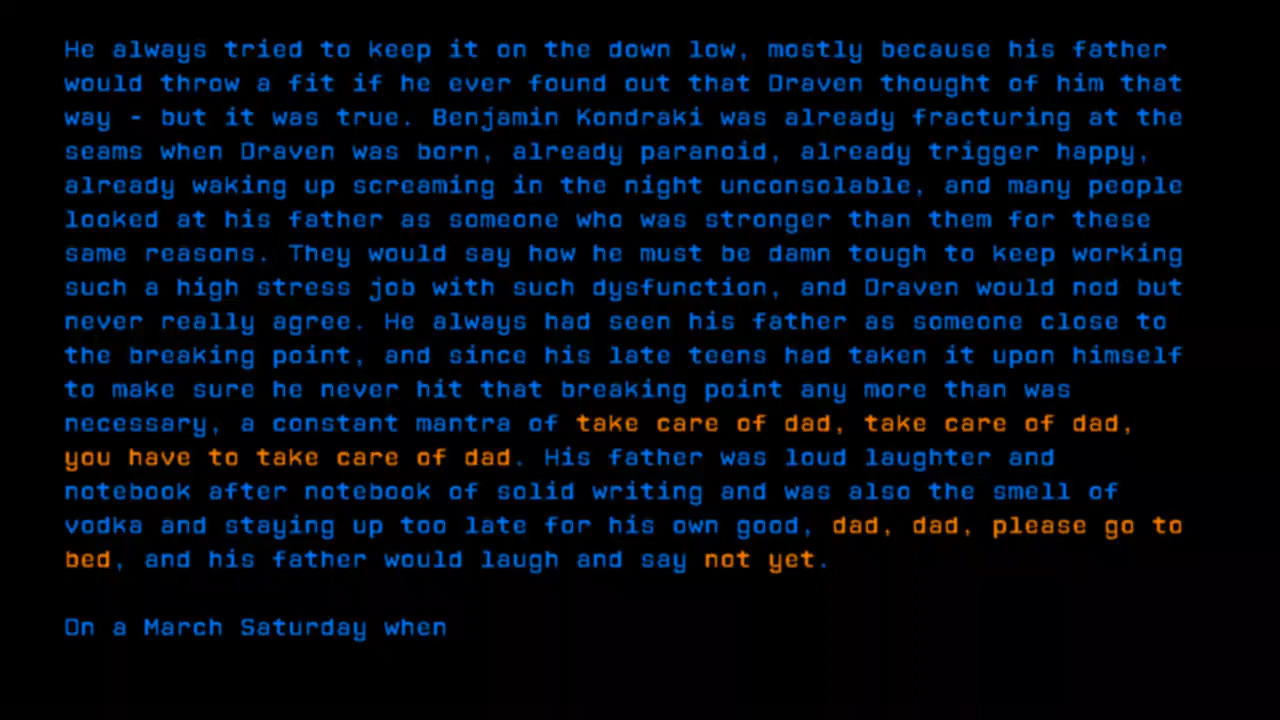 He always tried to keep it on the down low, mostly because his father
would throw a fit if he ever found out that Draven thought of him that
way - but it was true. Benjamin Kondraki was already fracturing at the
seams when Draven was born, already paranoid, already trigger happy,
already waking up screaming in the night unconsolable, and many people
looked at his father as someone who was stronger than them for these
same reasons. They would say how he must be damn tough to keep working
such a high stress job with such dysfunction, and Draven would nod but
never really agree. He always had seen his father as someone close to
the breaking point, and since his late teens had taken it upon himself
to make sure he never hit that breaking point any more than was
necessary, a constant mantra of take care of dad, take care of dad,
you have to take care of dad. His father was loud laughter and
notebook after notebook of solid writing and was also the smell of
vodka and staying up too late for his own good, dad, dad, please go to
bed, and his father would laugh and say not yet.
On a March Saturday when